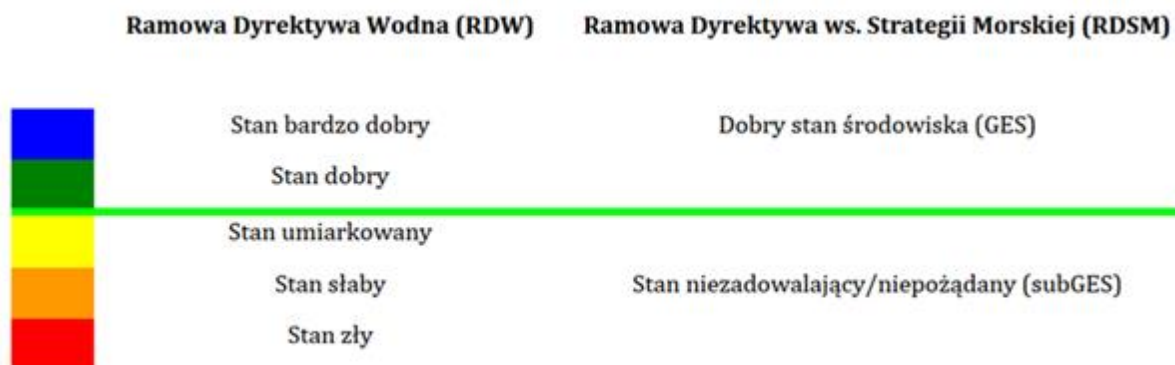 Ramowa Dyrektywa Wodna (RDW) Ramowa Dyrektywa ws. Strategii Morskiej (RDSM)
Stan bardzo dobry Dobry stan środowiska (GES)
Stan dobry
Stan umiarkowany
Stan słaby Stan niezadowalający/niepożądany (subGES)
Stan zły